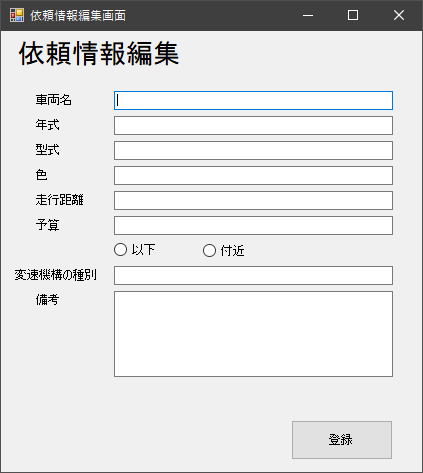 依頼情報編集画面
依頼情報編集
車両名
年式
型式
色
走行距離
予算
以下 付近
変速機構の種別
備考
登録